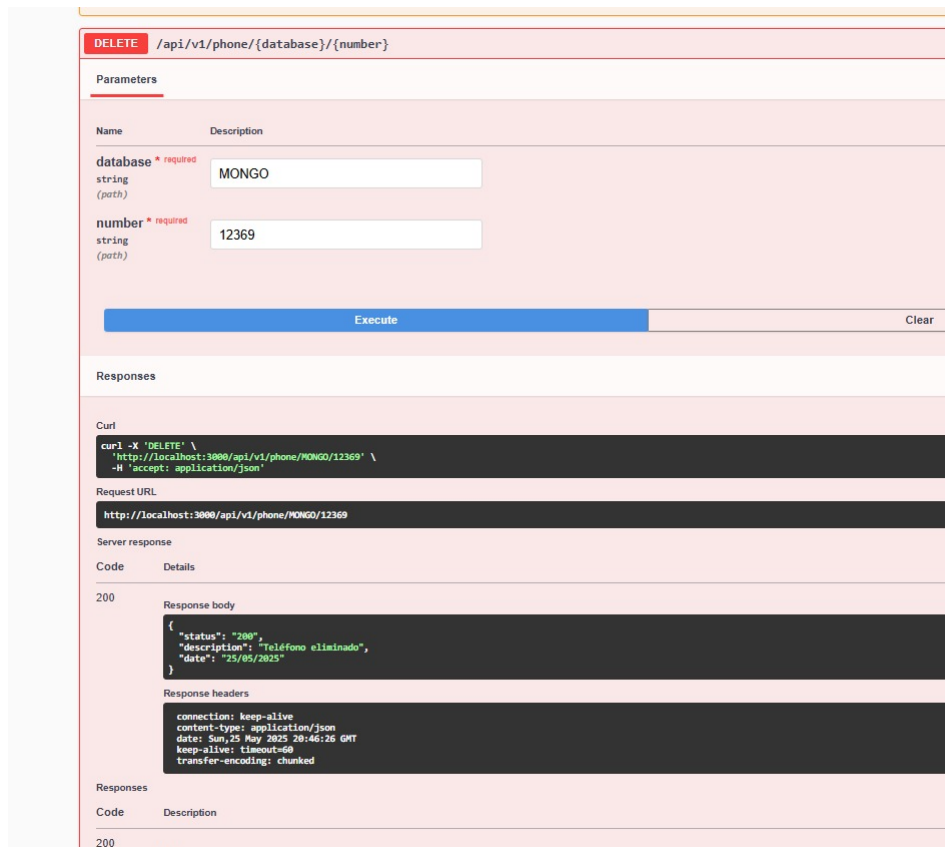 DELETE /api/v1/phone/{database}/{number}
Parameters
Name Description
database * required
string
(path)
MONGO
number * required
string
(path)
12369
Execute Clear
Responses
Curl
curl -X 'DELETE' \
'http://localhost:3000/api/v1/phone/MONGO/12369' \
-H 'accept: application/json'
Request URL
http://localhost:3000/api/v1/phone/MONGO/12369
Server response
Code Details
200
Response body
{
"status": "200",
"description": "Teléfono eliminado",
"date": "25/05/2025"
}
Response headers
connection: keep-alive
content-type: application/json
date: Sun,25 May 2025 20:46:26 GMT
keep-alive: timeout=60
transfer-encoding: chunked
Responses
Code Description
200